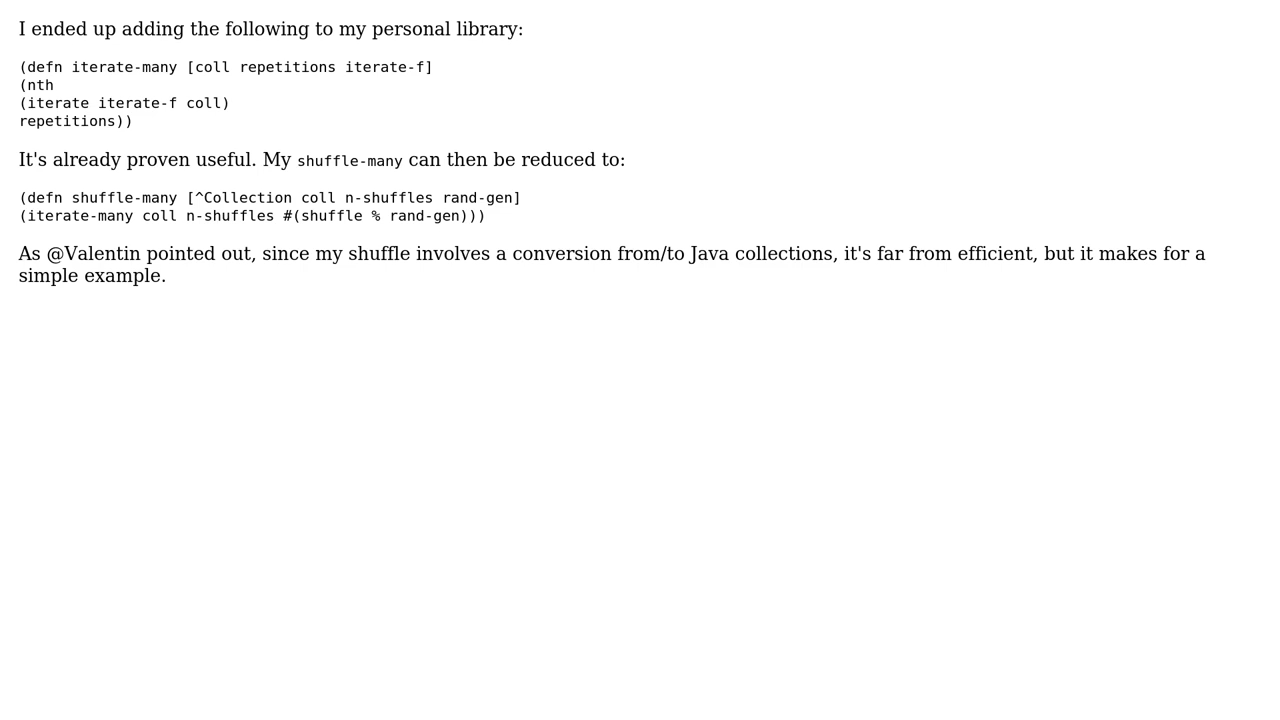 I ended up adding the following to my personal library:
(defn iterate-many [coll repetitions iterate-f]
(nth
(iterate iterate-f coll)
repetitions))
It's already proven useful. My shuffle-many can then be reduced to:
(defn shuffle-many [^Collection coll n-shuffles rand-gen]
(iterate-many coll n-shuffles #(shuffle % rand-gen)))
As @Valentin pointed out, since my shuffle involves a conversion from/to Java collections, it's far from efficient, but it makes for a
simple example.